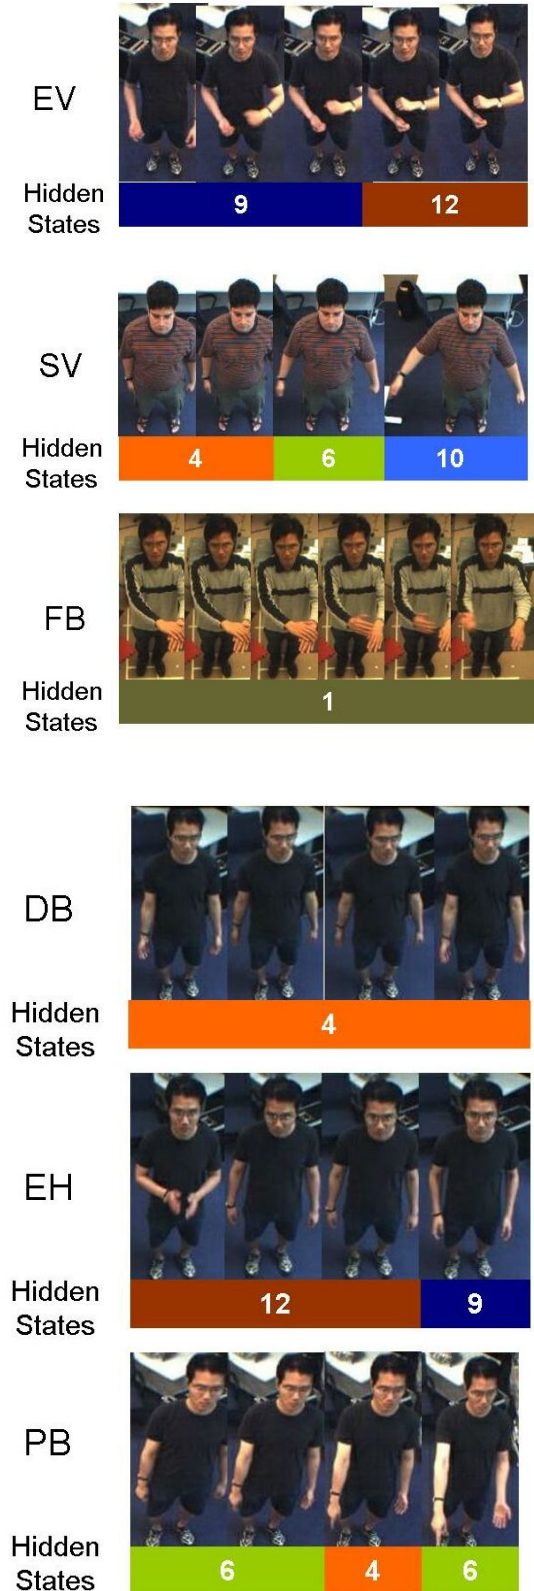 EV
Hidden
States
9 12
SV
Hidden
States
4 6 10
FB
Hidden
States
1
DB
Hidden
States
4
EH
Hidden
States
12 9
PB
Hidden
States
6 4 6